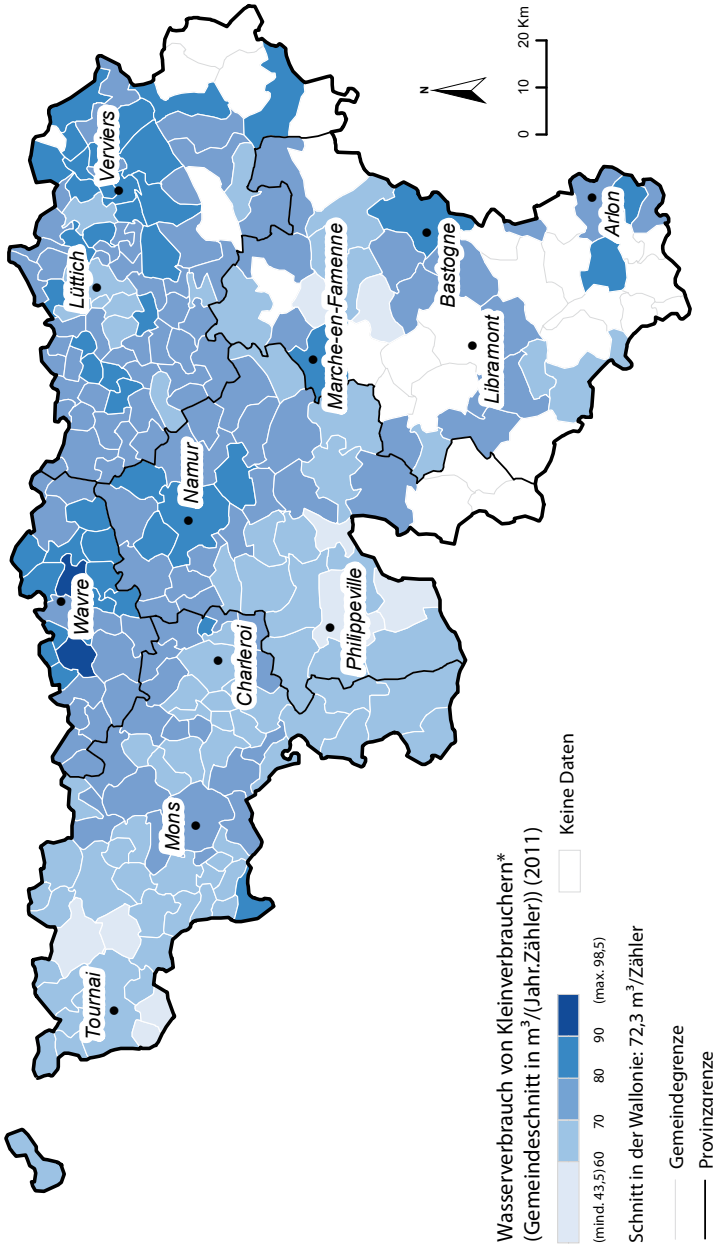 Tournai
Mons
Wavre
Charleroi
Namur
Philippeville
Lüttich
Verviers
Marche-en-Famenne
Bastogne
Libramont
Arlon
N
0 10 20 Km
Wasserverbrauch von Kleinverbrauchern*
(Gemeindeschnitt in m³/(Jahr.Zähler)) (2011)
(mind. 43,5) 60 70 80 90 (max. 98,5)
Keine Daten
Schnitt in der Wallonie: 72,3 m³/Zähler
Gemeindegrenze
Provinzgrenze